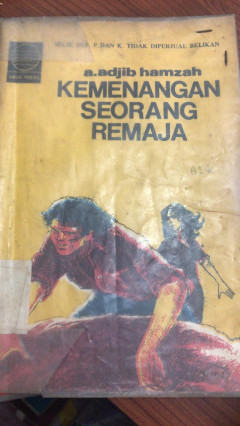 MILIK DEP. P. DAN K. TIDAK DIPERJUAL BELIKAN
a.adjib hamzah
KEMENANGAN
SEORANG
REMAJA